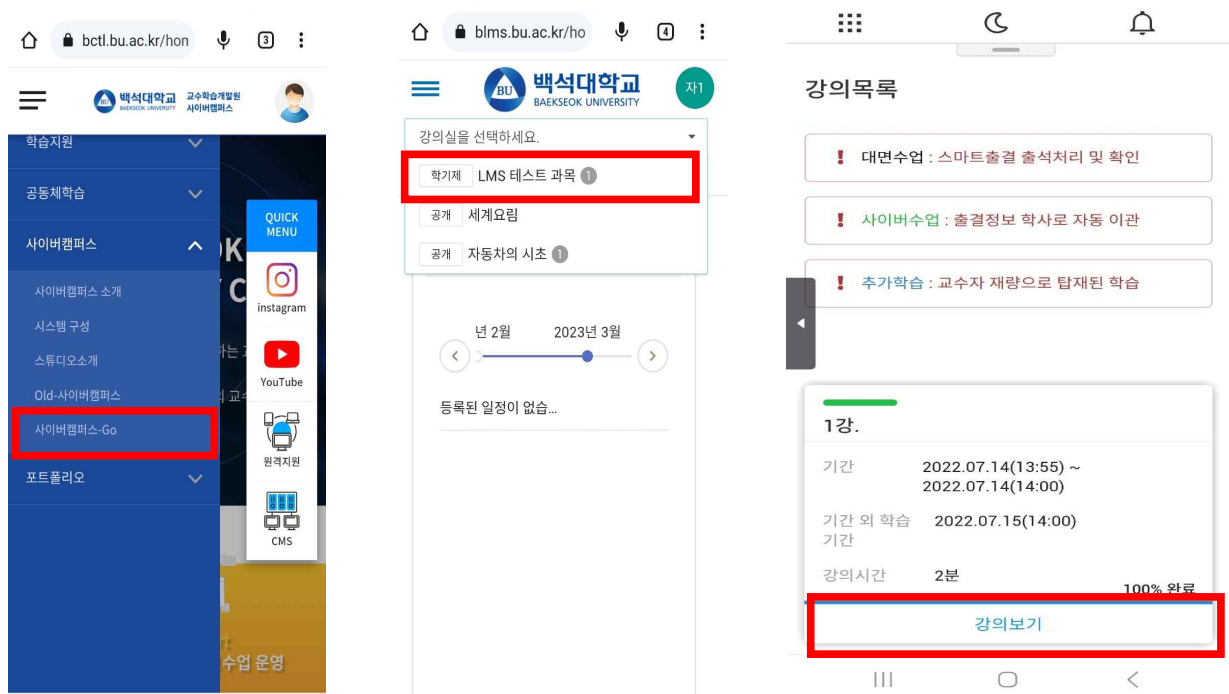 bctl.bu.ac.kr/hon
3
BU
백석대학교
BAEKSEOK UNIVERSITY
교수학습개발원
사이버캠퍼스
학습지원
공동체학습
사이버캠퍼스
사이버캠퍼스 소개
시스템 구성
스튜디오소개
Old-사이버캠퍼스
사이버캠퍼스-Go
포트폴리오
QUICK
MENU
instagram
YouTube
원격지원
CMS
수업 운영
blms.bu.ac.kr/ho
4
BU
백석대학교
BAEKSEOK UNIVERSITY
자1
강의실을 선택하세요.
학기제 LMS 테스트 과목 1
공개 세계요림
공개 자동차의 시초 1
년 2월 2023년 3월
등록된 일정이 없습...
강의목록
대면수업 : 스마트출결 출석처리 및 확인
사이버수업 : 출결정보 학사로 자동 이관
추가학습 : 교수자 재량으로 탑재된 학습
1강.
기간 2022.07.14(13:55) ~
2022.07.14(14:00)
기간 외 학습 2022.07.15(14:00)
기간
강의시간 2분
100% 완료
강의보기